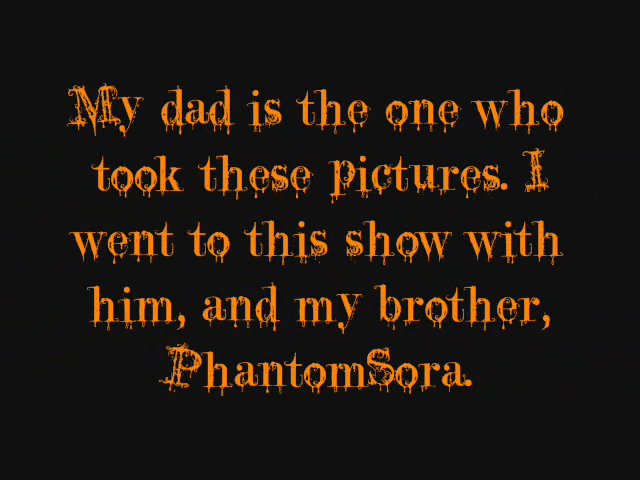 My dad is the one who
took these pictures. I
went to this show with
him, and my brother,
PhantomSora.